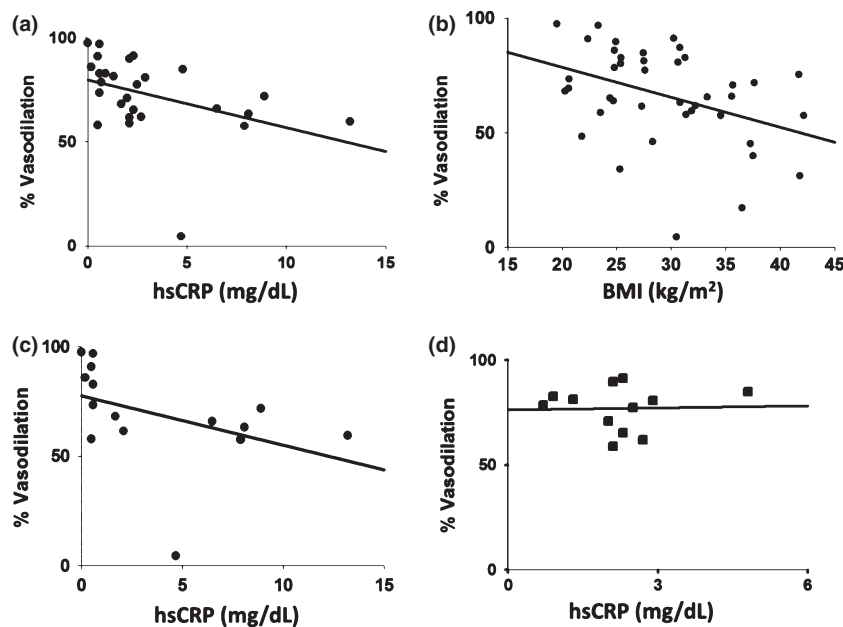 (a)
100
50
0
% Vasodilation
0 5 10 15
hsCRP (mg/dL)
(b)
100
50
0
% Vasodilation
15 20 25 30 35 40 45
BMI (kg/m²)
(c)
100
50
0
% Vasodilation
0 5 10 15
hsCRP (mg/dL)
(d)
100
50
0
% Vasodilation
0 3 6
hsCRP (mg/dL)